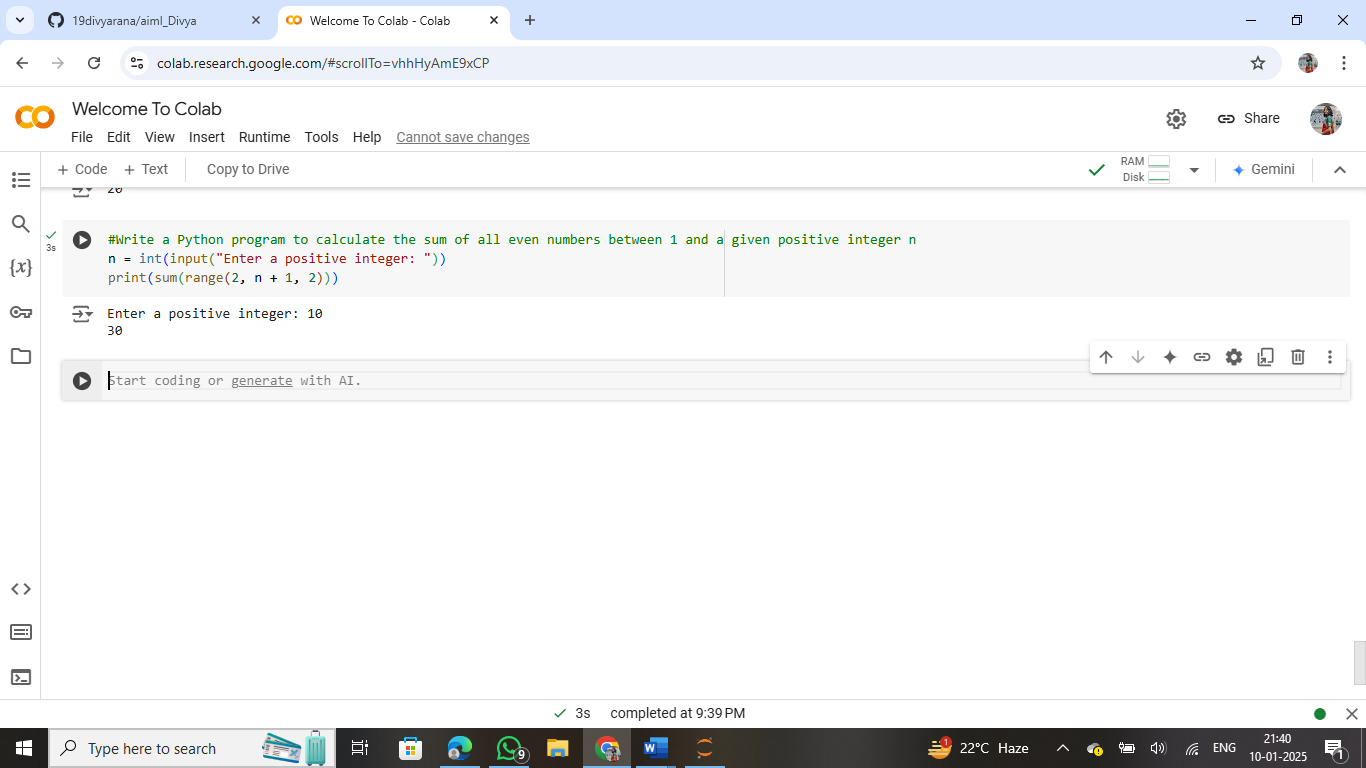 19divyarana/aiml_Divya
Welcome To Colab - Colab
colab.research.google.com/#scrollTo=vhhHyAmE9xCP
Welcome To Colab
File Edit View Insert Runtime Tools Help Cannot save changes
Share
+ Code + Text Copy to Drive
RAM
Disk
Gemini
20
3s
#Write a Python program to calculate the sum of all even numbers between 1 and a given positive integer n
n = int(input("Enter a positive integer: "))
print(sum(range(2, n + 1, 2)))
Enter a positive integer: 10
30
Start coding or generate with AI.
{x}
3s completed at 9:39 PM
Type here to search
9
1
22°C Haze
ENG
21:40
10-01-2025
1